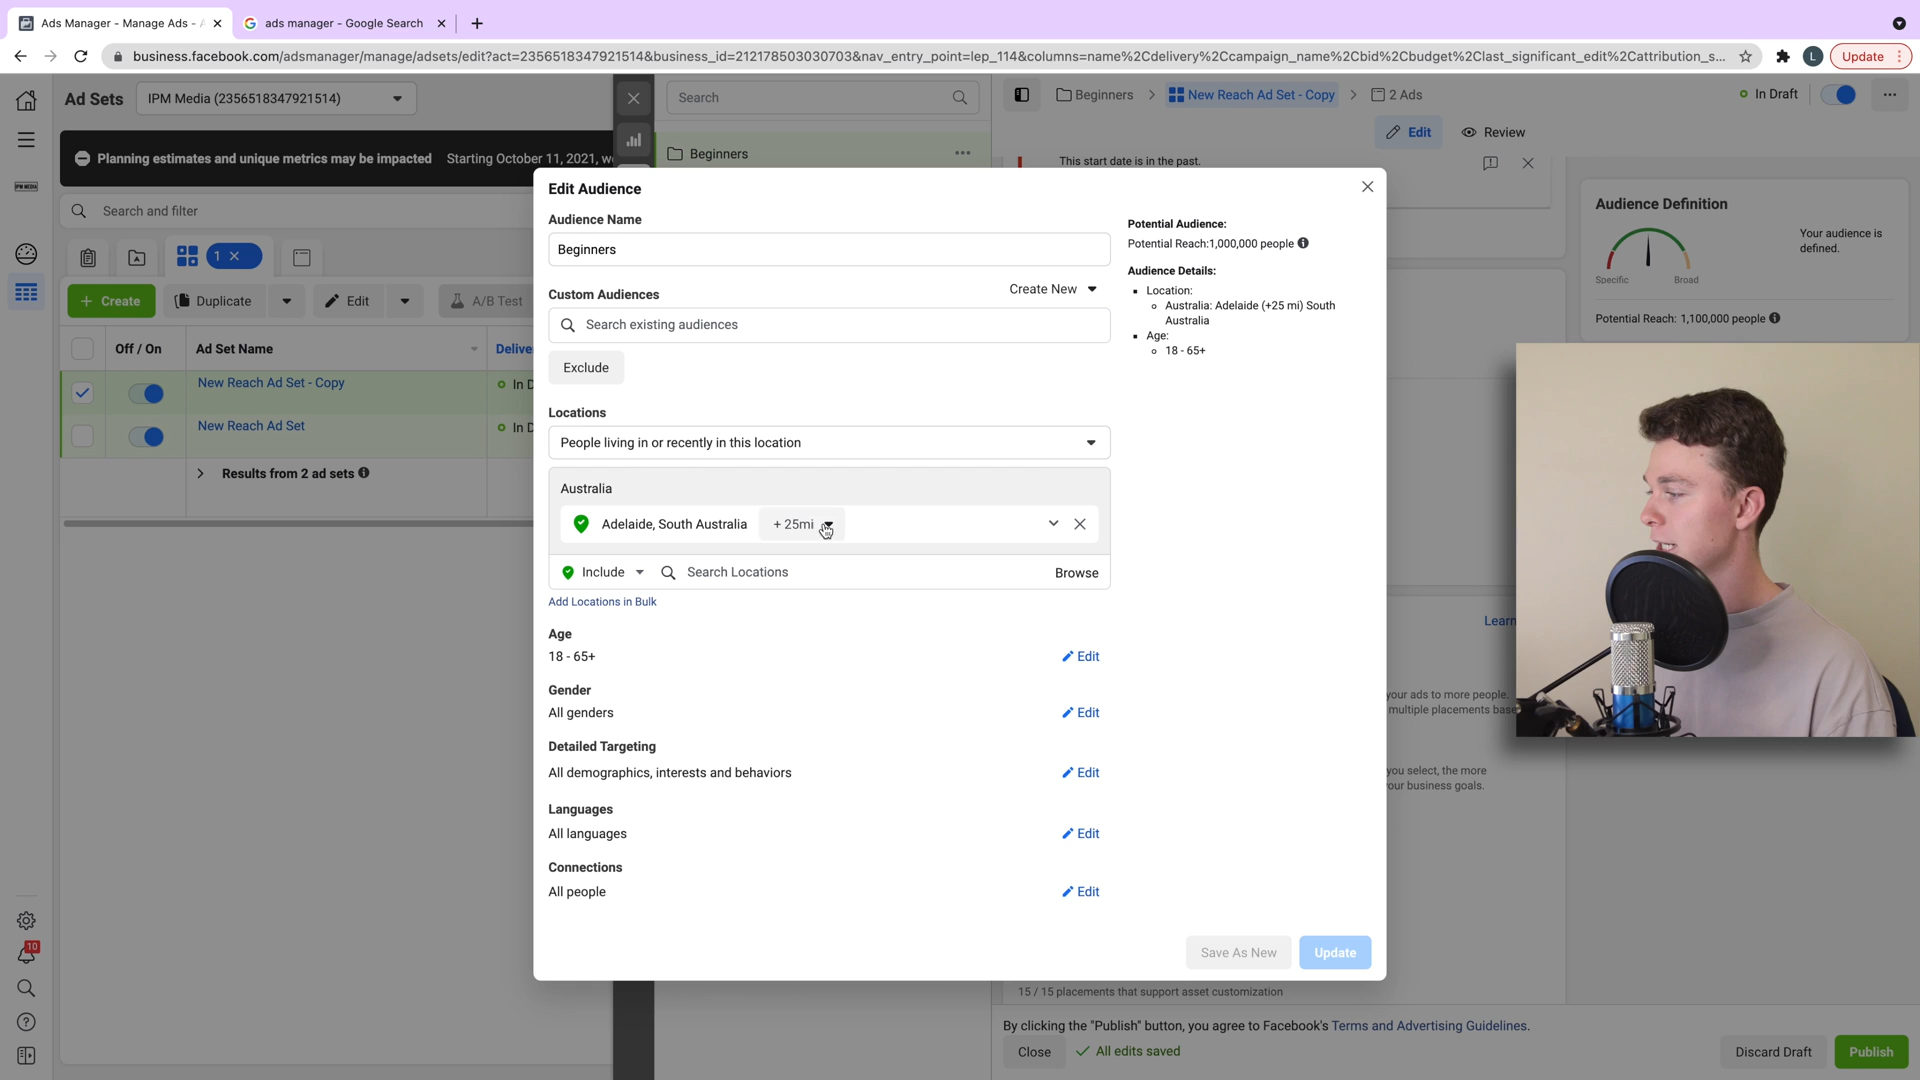 Ads Manager - Manage Ads - A
ads manager - Google Search
business.facebook.com/adsmanager/manage/adsets/edit?act=2356518347921514&business_id=212178503030703&nav_entry_point=lep_114&columns=name%2Cdelivery%2Ccampaign_name%2Cbid%2Cbudget%2Clast_significant_edit%2Cattribution_s...
L
Update
Ad Sets
IPM Media (2356518347921514)
Search
Beginners
New Reach Ad Set - Copy
2 Ads
In Draft
Edit
Review
Planning estimates and unique metrics may be impacted Starting October 11, 2021, we
Beginners
This start date is in the past.
IPM MEDIA
Search and filter
1
Create
Duplicate
Edit
A/B Test
Off / On
Ad Set Name
Delive
New Reach Ad Set - Copy
In D
New Reach Ad Set
In D
Results from 2 ad sets
10
Edit Audience
Audience Name
Beginners
Custom Audiences
Create New
Search existing audiences
Exclude
Locations
People living in or recently in this location
Australia
Adelaide, South Australia
+ 25mi
Include
Search Locations
Browse
Add Locations in Bulk
Age
18 - 65+
Edit
Gender
All genders
Edit
Detailed Targeting
All demographics, interests and behaviors
Edit
Languages
All languages
Edit
Connections
All people
Edit
Save As New
Update
Potential Audience:
Potential Reach:1,000,000 people
Audience Details:
Location:
Australia: Adelaide (+25 mi) South
Australia
Age:
18 - 65+
Audience Definition
Your audience is
defined.
Specific
Broad
Potential Reach: 1,100,000 people
Learn
your ads to more people.
multiple placements base
you select, the more
our business goals.
15 / 15 placements that support asset customization
By clicking the "Publish" button, you agree to Facebook's Terms and Advertising Guidelines.
Close
All edits saved
Discard Draft
Publish